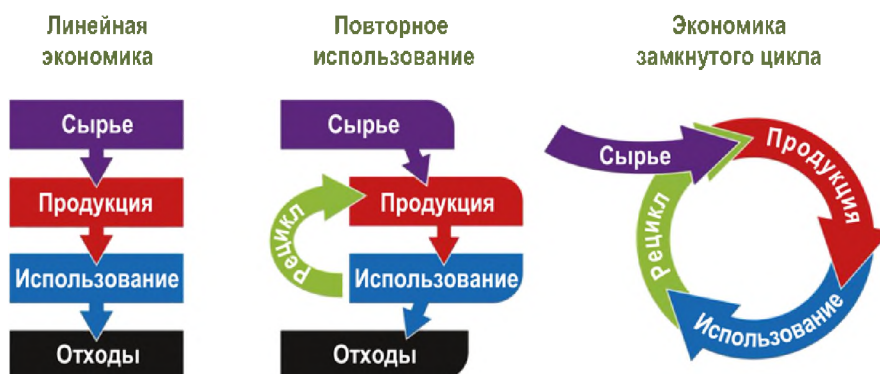 Линейная
экономика
Сырье
Продукция
Использование
Отходы
Повторное
использование
Сырье
Продукция
Рецикл
Использование
Отходы
Экономика
замкнутого цикла
Сырье
Продукция
Использование
Рецикл